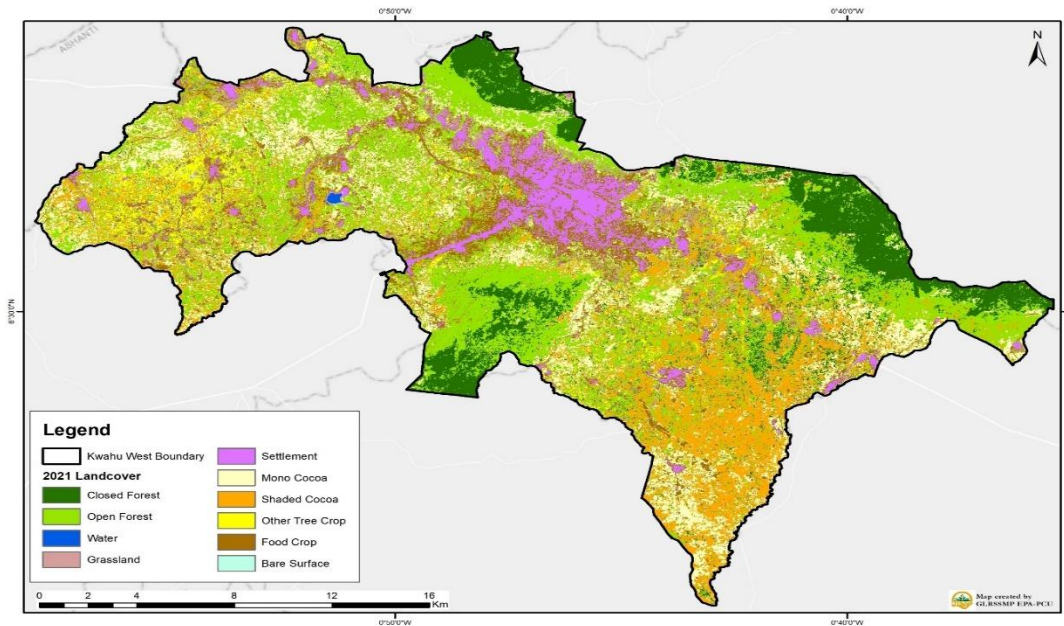 0°50'0"W 0°40'0"W
ASHANTI
N
6°30'0"N
Legend
Kwahu West Boundary
2021 Landcover
Closed Forest
Open Forest
Water
Grassland
Settlement
Mono Cocoa
Shaded Cocoa
Other Tree Crop
Food Crop
Bare Surface
0 2 4 8 12 16
Km
Map created by
GLRSSMP EPA-PCU
0°50'0"W 0°40'0"W